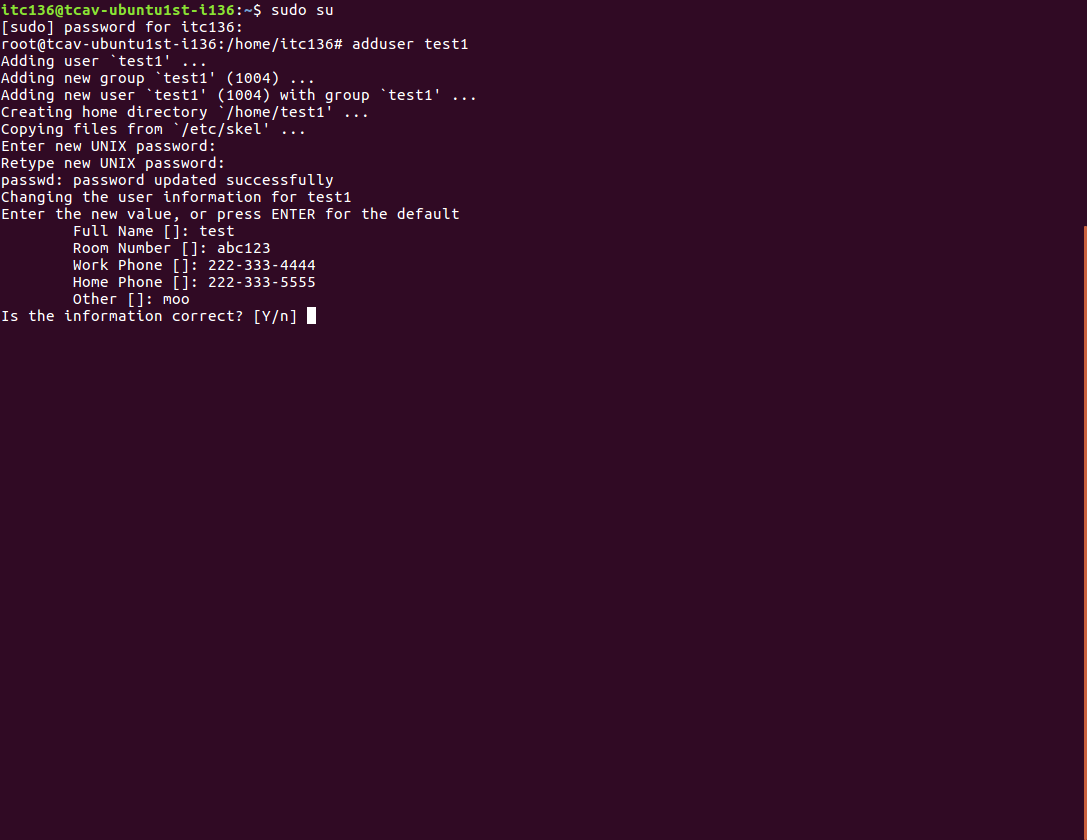 itc136@tcav-ubuntu1st-i136:~$ sudo su
[sudo] password for itc136:
root@tcav-ubuntu1st-i136:/home/itc136# adduser test1
Adding user `test1' ...
Adding new group `test1' (1004) ...
Adding new user `test1' (1004) with group `test1' ...
Creating home directory `/home/test1' ...
Copying files from `/etc/skel' ...
Enter new UNIX password:
Retype new UNIX password:
passwd: password updated successfully
Changing the user information for test1
Enter the new value, or press ENTER for the default
        Full Name []: test
        Room Number []: abc123
        Work Phone []: 222-333-4444
        Home Phone []: 222-333-5555
        Other []: moo
Is the information correct? [Y/n]